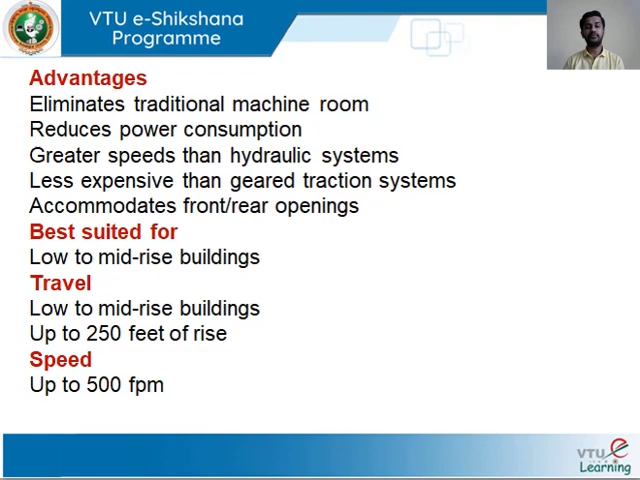 VTU e-Shikshana
Programme
Advantages
Eliminates traditional machine room
Reduces power consumption
Greater speeds than hydraulic systems
Less expensive than geared traction systems
Accommodates front/rear openings
Best suited for
Low to mid-rise buildings
Travel
Low to mid-rise buildings
Up to 250 feet of rise
Speed
Up to 500 fpm
VTU e
Learning